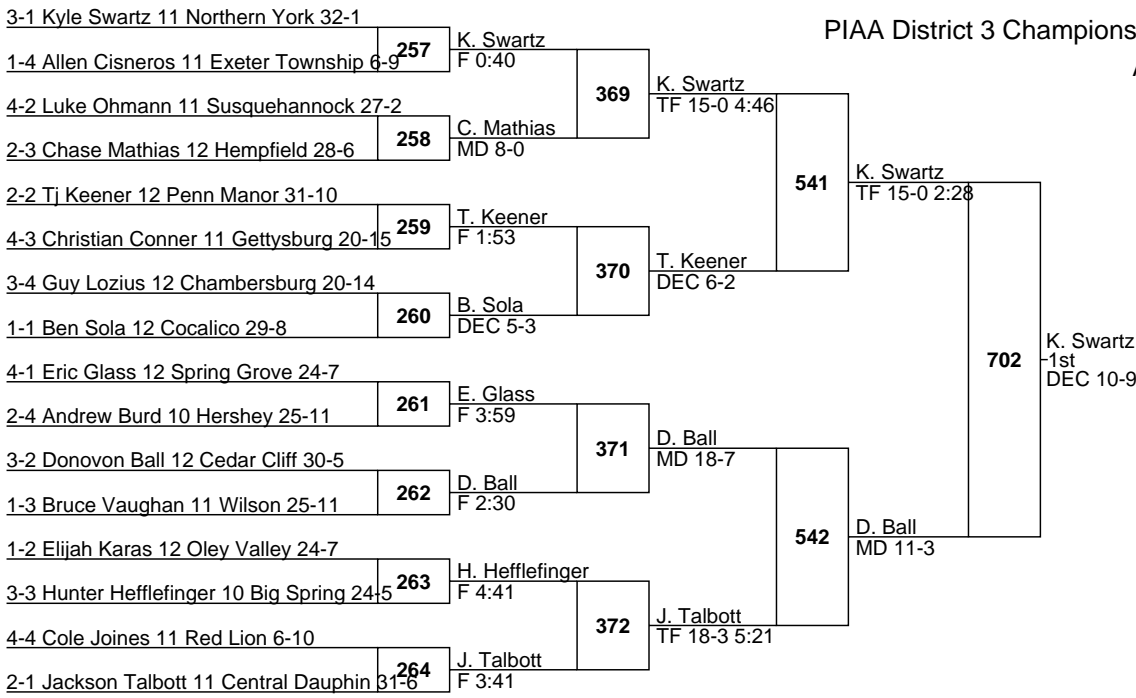 3-1 Kyle Swartz 11 Northern York 32-1
1-4 Allen Cisneros 11 Exeter Township 6-9
4-2 Luke Ohmann 11 Susquehannock 27-2
2-3 Chase Mathias 12 Hempfield 28-6
2-2 Tj Keener 12 Penn Manor 31-10
4-3 Christian Conner 11 Gettysburg 20-15
3-4 Guy Lozius 12 Chambersburg 20-14
1-1 Ben Sola 12 Cocalico 29-8
4-1 Eric Glass 12 Spring Grove 24-7
2-4 Andrew Burd 10 Hershey 25-11
3-2 Donovon Ball 12 Cedar Cliff 30-5
1-3 Bruce Vaughan 11 Wilson 25-11
1-2 Elijah Karas 12 Oley Valley 24-7
3-3 Hunter Hefflefinger 10 Big Spring 24-5
4-4 Cole Joines 11 Red Lion 6-10
2-1 Jackson Talbott 11 Central Dauphin 31-6
257
258
259
260
261
262
263
264
K. Swartz
F 0:40
C. Mathias
MD 8-0
T. Keener
F 1:53
B. Sola
DEC 5-3
E. Glass
F 3:59
D. Ball
F 2:30
H. Hefflefinger
F 4:41
J. Talbott
F 3:41
369
370
371
372
K. Swartz
TF 15-0 4:46
T. Keener
DEC 6-2
D. Ball
MD 18-7
J. Talbott
TF 18-3 5:21
541
542
K. Swartz
TF 15-0 2:28
D. Ball
MD 11-3
702
K. Swartz
1st
DEC 10-9
PIAA District 3 Champions